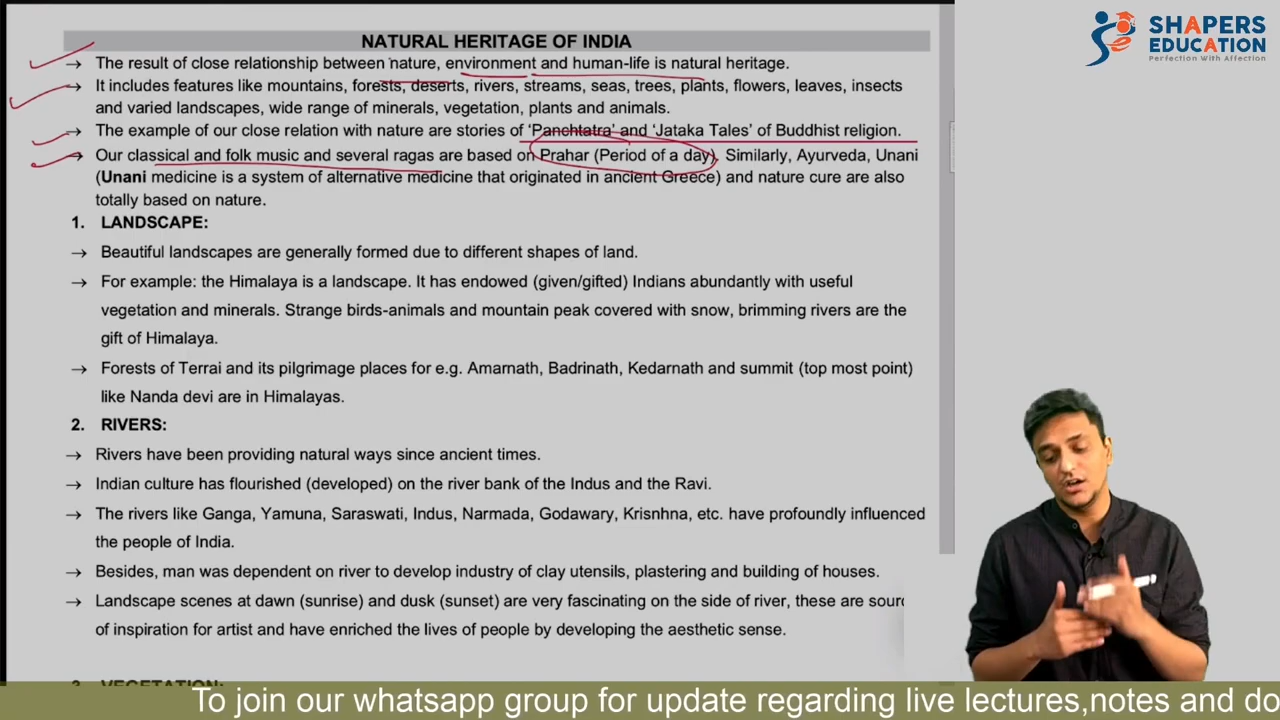 SHAPERS
EDUCATION
Perfection With Affection
NATURAL HERITAGE OF INDIA
→ The result of close relationship between nature, environment and human-life is natural heritage.
→ It includes features like mountains, forests, deserts, rivers, streams, seas, trees, plants, flowers, leaves, insects
and varied landscapes, wide range of minerals, vegetation, plants and animals.
→ The example of our close relation with nature are stories of ‘Panchtatra’ and ‘Jataka Tales’ of Buddhist religion.
→ Our classical and folk music and several ragas are based on Prahar (Period of a day). Similarly, Ayurveda, Unani
(Unani medicine is a system of alternative medicine that originated in ancient Greece) and nature cure are also
totally based on nature.
1. LANDSCAPE:
→ Beautiful landscapes are generally formed due to different shapes of land.
→ For example: the Himalaya is a landscape. It has endowed (given/gifted) Indians abundantly with useful
vegetation and minerals. Strange birds-animals and mountain peak covered with snow, brimming rivers are the
gift of Himalaya.
→ Forests of Terrai and its pilgrimage places for e.g. Amarnath, Badrinath, Kedarnath and summit (top most point)
like Nanda devi are in Himalayas.
2. RIVERS:
→ Rivers have been providing natural ways since ancient times.
→ Indian culture has flourished (developed) on the river bank of the Indus and the Ravi.
→ The rivers like Ganga, Yamuna, Saraswati, Indus, Narmada, Godawary, Krisnhna, etc. have profoundly influenced
the people of India.
→ Besides, man was dependent on river to develop industry of clay utensils, plastering and building of houses.
→ Landscape scenes at dawn (sunrise) and dusk (sunset) are very fascinating on the side of river, these are sour
of inspiration for artist and have enriched the lives of people by developing the aesthetic sense.
3. VEGETATION:
To join our whatsapp group for update regarding live lectures,notes and do